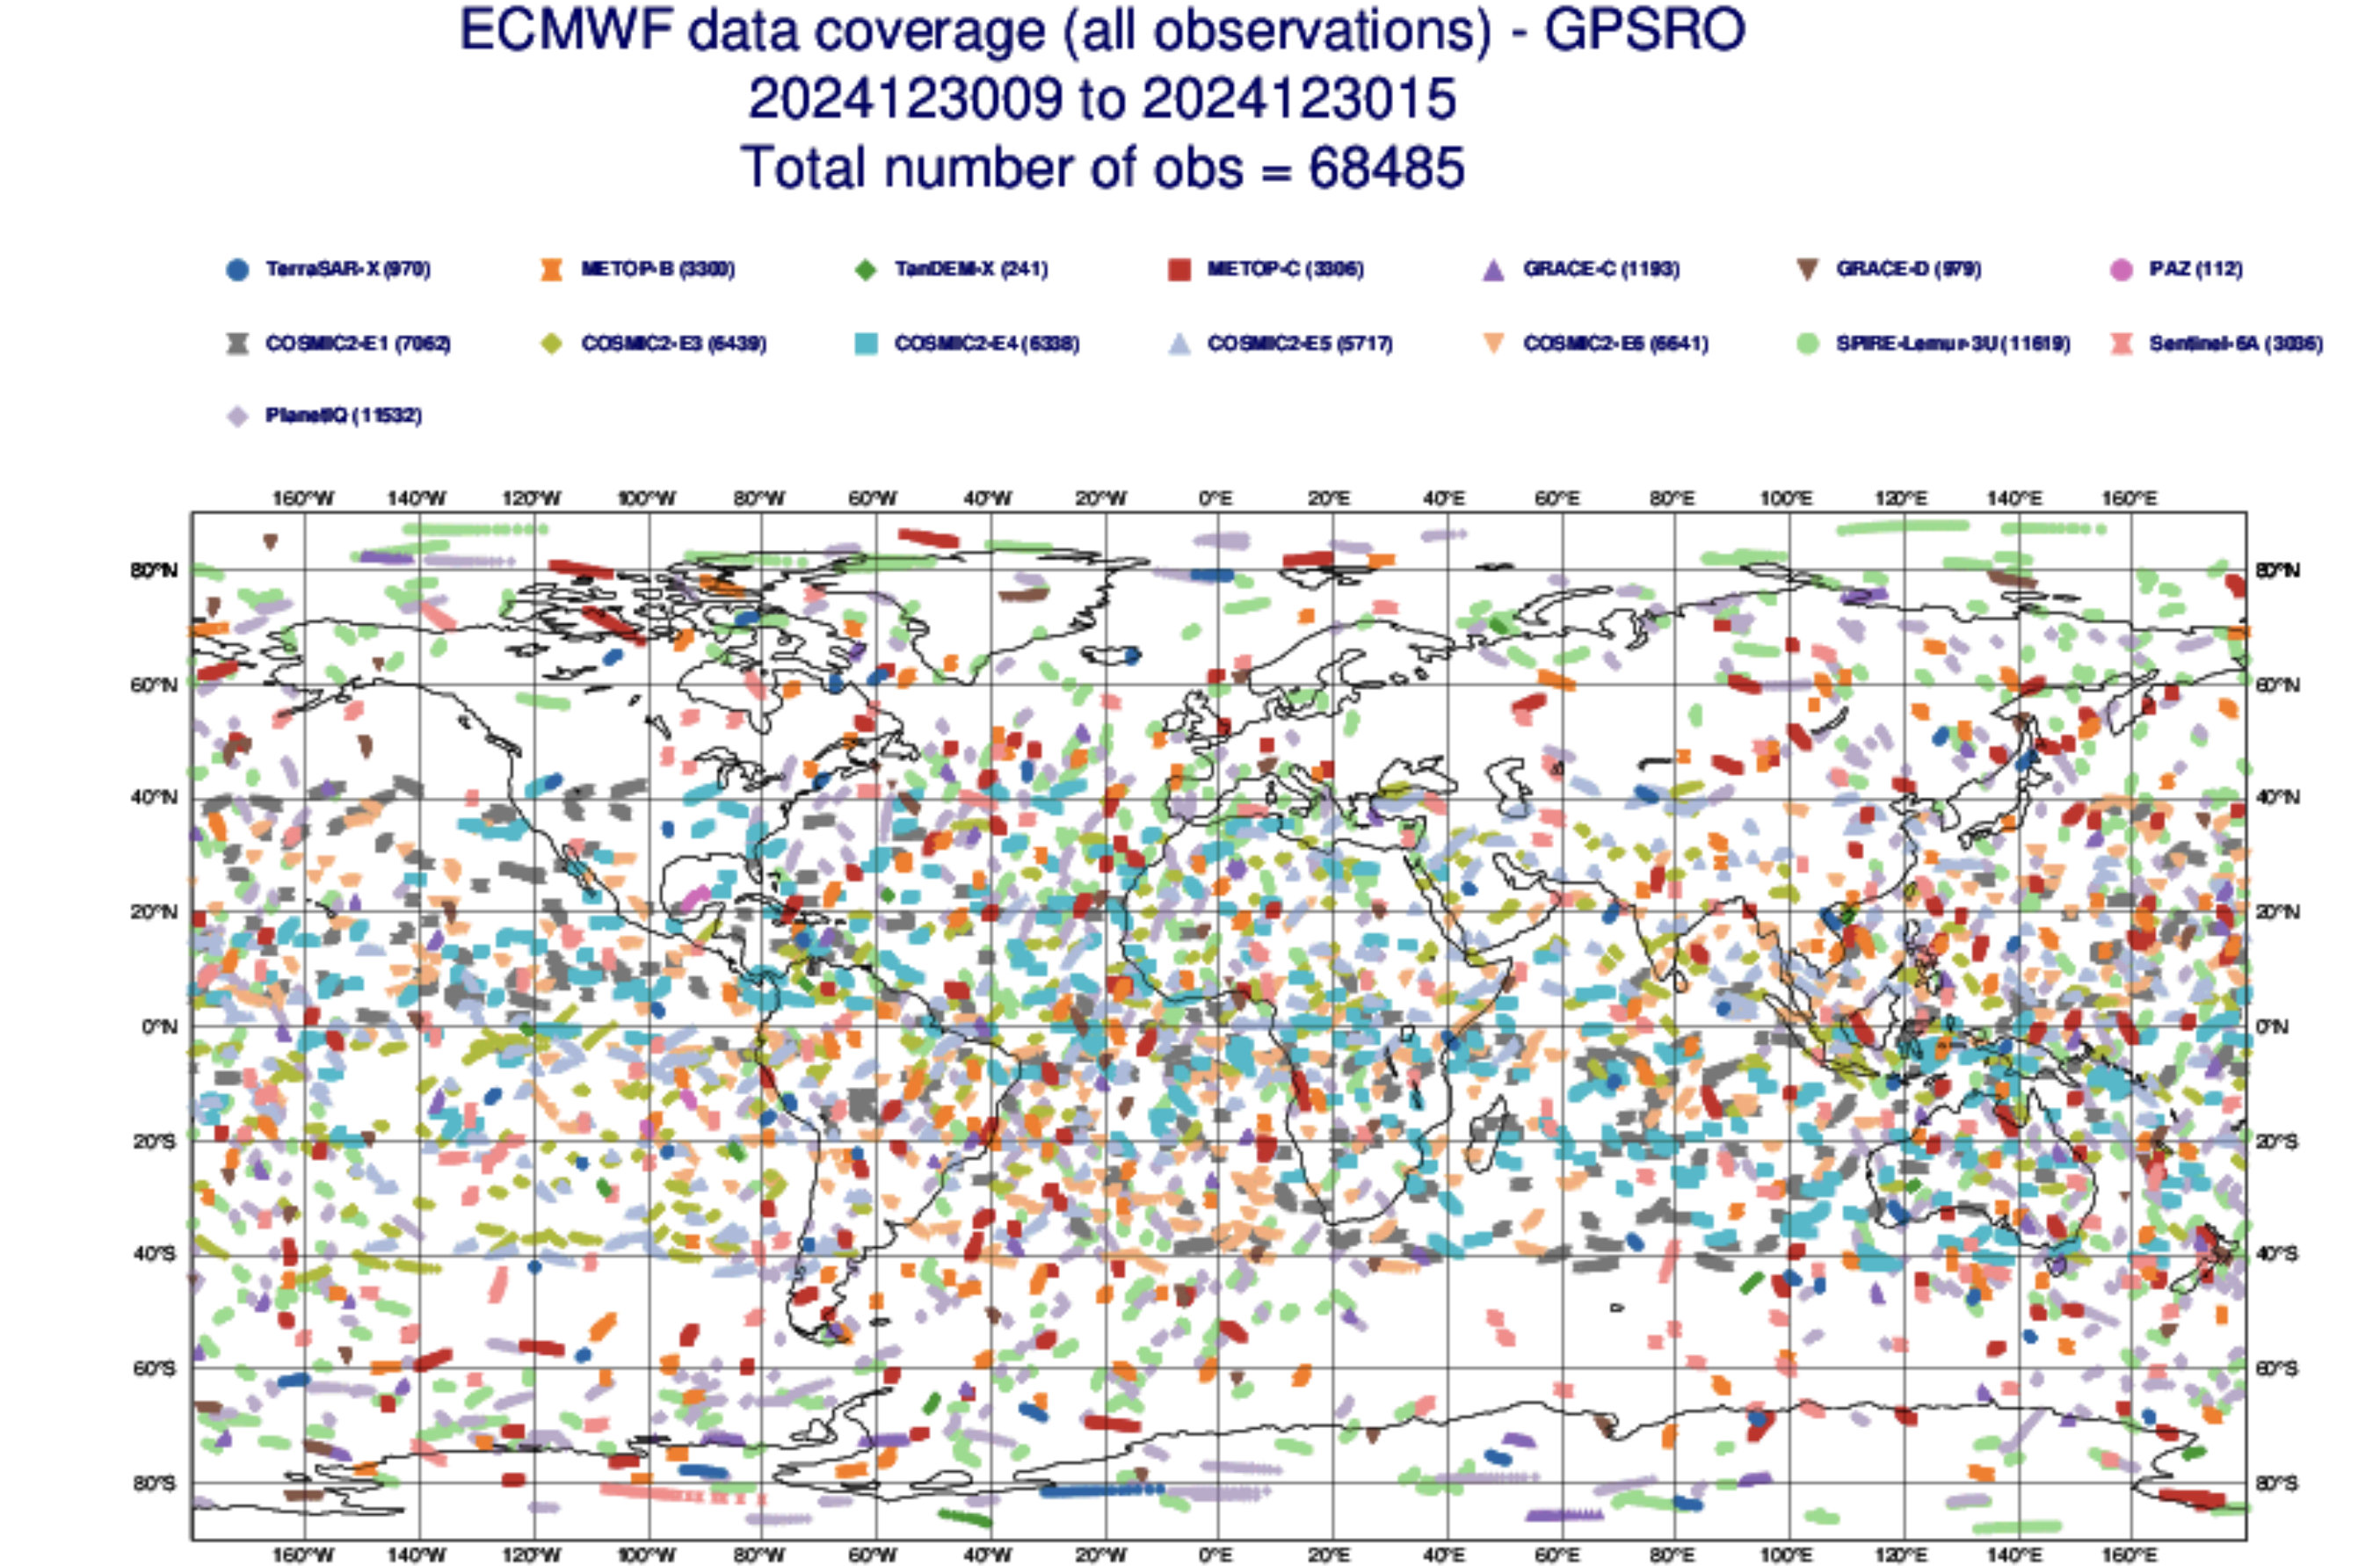 ECMWF data coverage (all observations) - GPSRO
2024123009 to 2024123015
Total number of obs = 68485
TerraSAR-X (970) METOP-B (3300) TanDEM-X (241) METOP-C (3306) GRACE-C (1193) GRACE-D (979) PAZ (112)
COSMIC2-E1 (7062) COSMIC2-E3 (6439) COSMIC2-E4 (6338) COSMIC2-E5 (5717) COSMIC2-E6 (6641) SPIRE-Lemur-3U (11619) Sentinel-6A (3036)
PlanetIQ (11532)
160°W 140°W 120°W 100°W 80°W 60°W 40°W 20°W 0°E 20°E 40°E 60°E 80°E 100°E 120°E 140°E 160°E
80°N 80°N
60°N 60°N
40°N 40°N
20°N 20°N
0°N 0°N
20°S 20°S
40°S 40°S
60°S 60°S
80°S 80°S
160°W 140°W 120°W 100°W 80°W 60°W 40°W 20°W 0°E 20°E 40°E 60°E 80°E 100°E 120°E 140°E 160°E